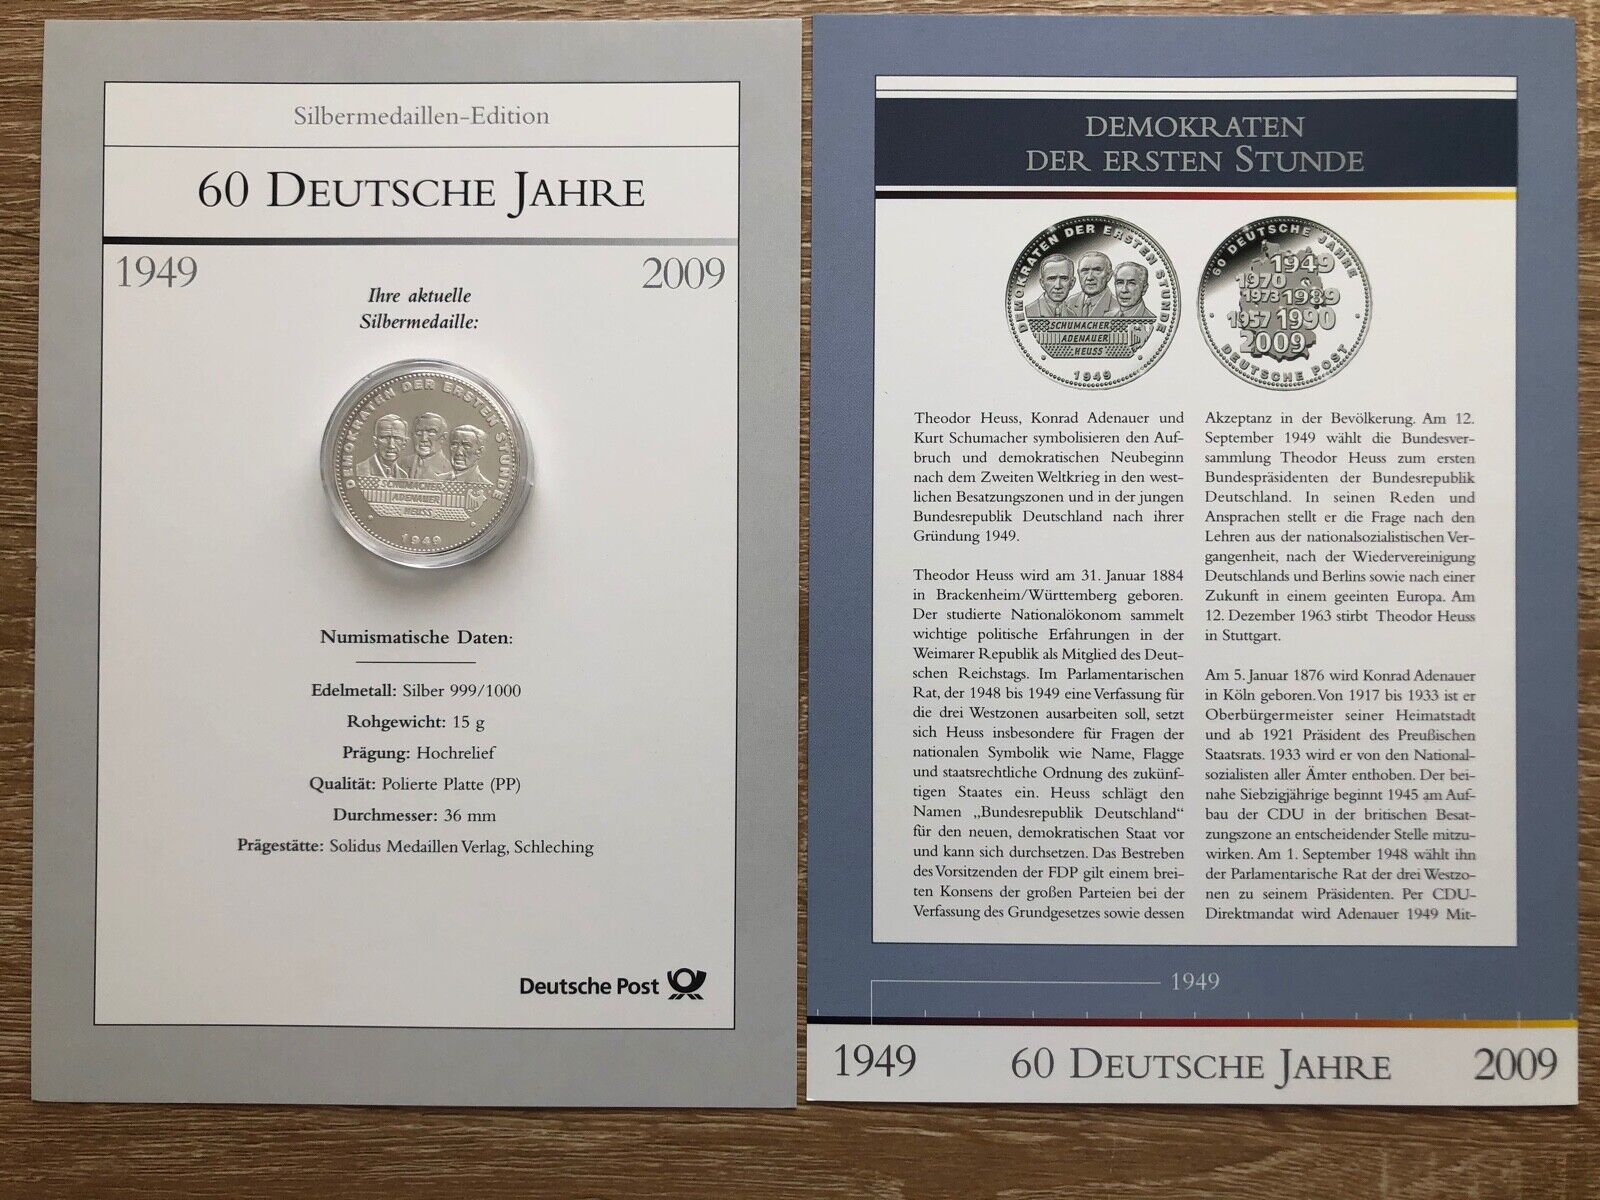 Silbermedaillen-Edition
60 DEUTSCHE JAHRE
1949
2009
Ihre aktuelle
Silbermedaille:
DEMOKRATEN DER ERSTEN STUNDE
SCHUMACHER
ADENAUER
HEUSS
1949
Numismatische Daten:
Edelmetall: Silber 999/1000
Rohgewicht: 15 g
Prägung: Hochrelief
Qualität: Polierte Platte (PP)
Durchmesser: 36 mm
Prägestätte: Solidus Medaillen Verlag, Schleching
Deutsche Post
DEMOKRATEN
DER ERSTEN STUNDE
DEMOKRATEN DER ERSTEN STUNDE
SCHUMACHER
ADENAUER
HEUSS
1949
60 DEUTSCHE JAHRE
1949
1970
1973 1989
1957 1990
2009
DEUTSCHE POST
Theodor Heuss, Konrad Adenauer und
Kurt Schumacher symbolisieren den Auf-
bruch und demokratischen Neubeginn
nach dem Zweiten Weltkrieg in den west-
lichen Besatzungszonen und in der jungen
Bundesrepublik Deutschland nach ihrer
Gründung 1949.
Theodor Heuss wird am 31. Januar 1884
in Brackenheim/Württemberg geboren.
Der studierte Nationalökonom sammelt
wichtige politische Erfahrungen in der
Weimarer Republik als Mitglied des Deut-
schen Reichstags. Im Parlamentarischen
Rat, der 1948 bis 1949 eine Verfassung für
die drei Westzonen ausarbeiten soll, setzt
sich Heuss insbesondere für Fragen der
nationalen Symbolik wie Name, Flagge
und staatsrechtliche Ordnung des zukünf-
tigen Staates ein. Heuss schlägt den
Namen „Bundesrepublik Deutschland“
für den neuen, demokratischen Staat vor
und kann sich durchsetzen. Das Bestreben
des Vorsitzenden der FDP gilt einem brei-
ten Konsens der großen Parteien bei der
Verfassung des Grundgesetzes sowie dessen
Akzeptanz in der Bevölkerung. Am 12.
September 1949 wählt die Bundesver-
sammlung Theodor Heuss zum ersten
Bundespräsidenten der Bundesrepublik
Deutschland. In seinen Reden und
Ansprachen stellt er die Frage nach den
Lehren aus der nationalsozialistischen Ver-
gangenheit, nach der Wiedervereinigung
Deutschlands und Berlins sowie nach einer
Zukunft in einem geeinten Europa. Am
12. Dezember 1963 stirbt Theodor Heuss
in Stuttgart.
Am 5. Januar 1876 wird Konrad Adenauer
in Köln geboren. Von 1917 bis 1933 ist er
Oberbürgermeister seiner Heimatstadt
und ab 1921 Präsident des Preußischen
Staatsrats. 1933 wird er von den National-
sozialisten aller Ämter enthoben. Der bei-
nahe Siebzigjährige beginnt 1945 am Auf-
bau der CDU in der britischen Besat-
zungszone an entscheidender Stelle mitzu-
wirken. Am 1. September 1948 wählt ihn
der Parlamentarische Rat der drei Westzo-
nen zu seinem Präsidenten. Per CDU-
Direktmandat wird Adenauer 1949 Mit-
1949
1949
60 DEUTSCHE JAHRE
2009